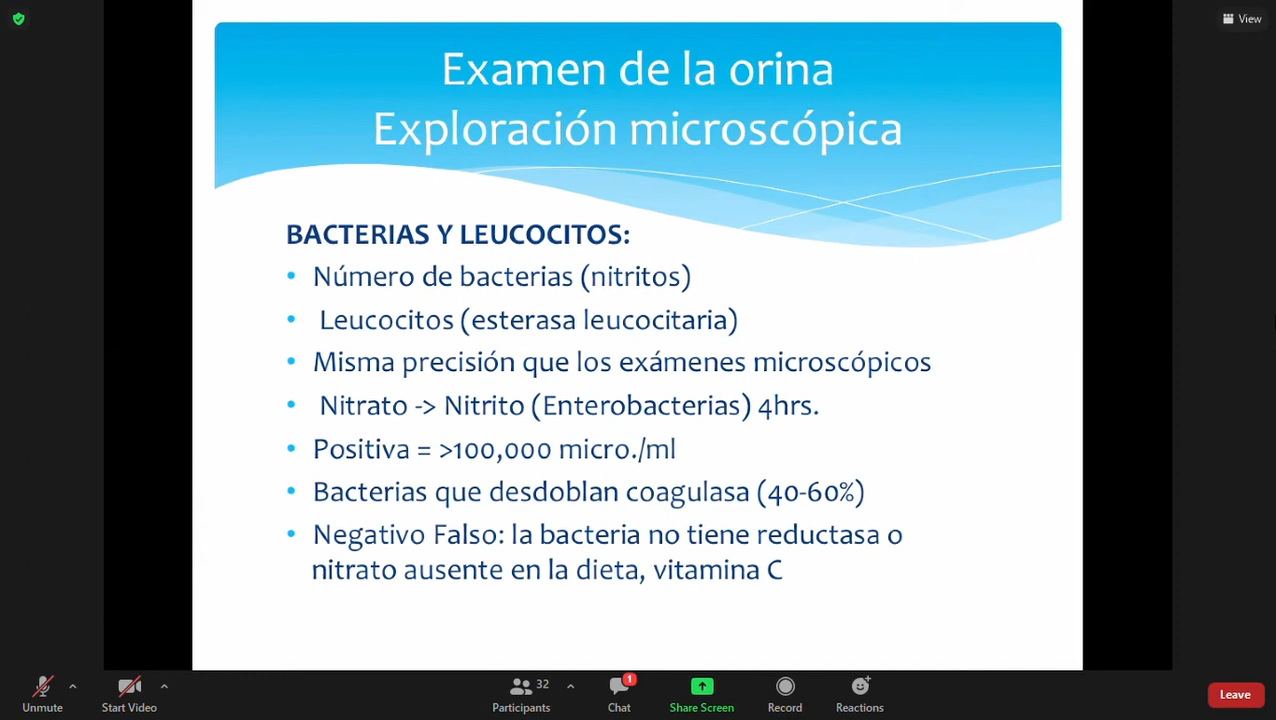 View
Examen de la orina
Exploración microscópica
BACTERIAS Y LEUCOCITOS:
• Número de bacterias (nitritos)
• Leucocitos (esterasa leucocitaria)
• Misma precisión que los exámenes microscópicos
• Nitrato -> Nitrito (Enterobacterias) 4hrs.
• Positiva = >100,000 micro./ml
• Bacterias que desdoblan coagulasa (40-60%)
• Negativo Falso: la bacteria no tiene reductasa o
nitrato ausente en la dieta, vitamina C
Unmute
Start Video
32
Participants
1
Chat
Share Screen
Record
Reactions
Leave